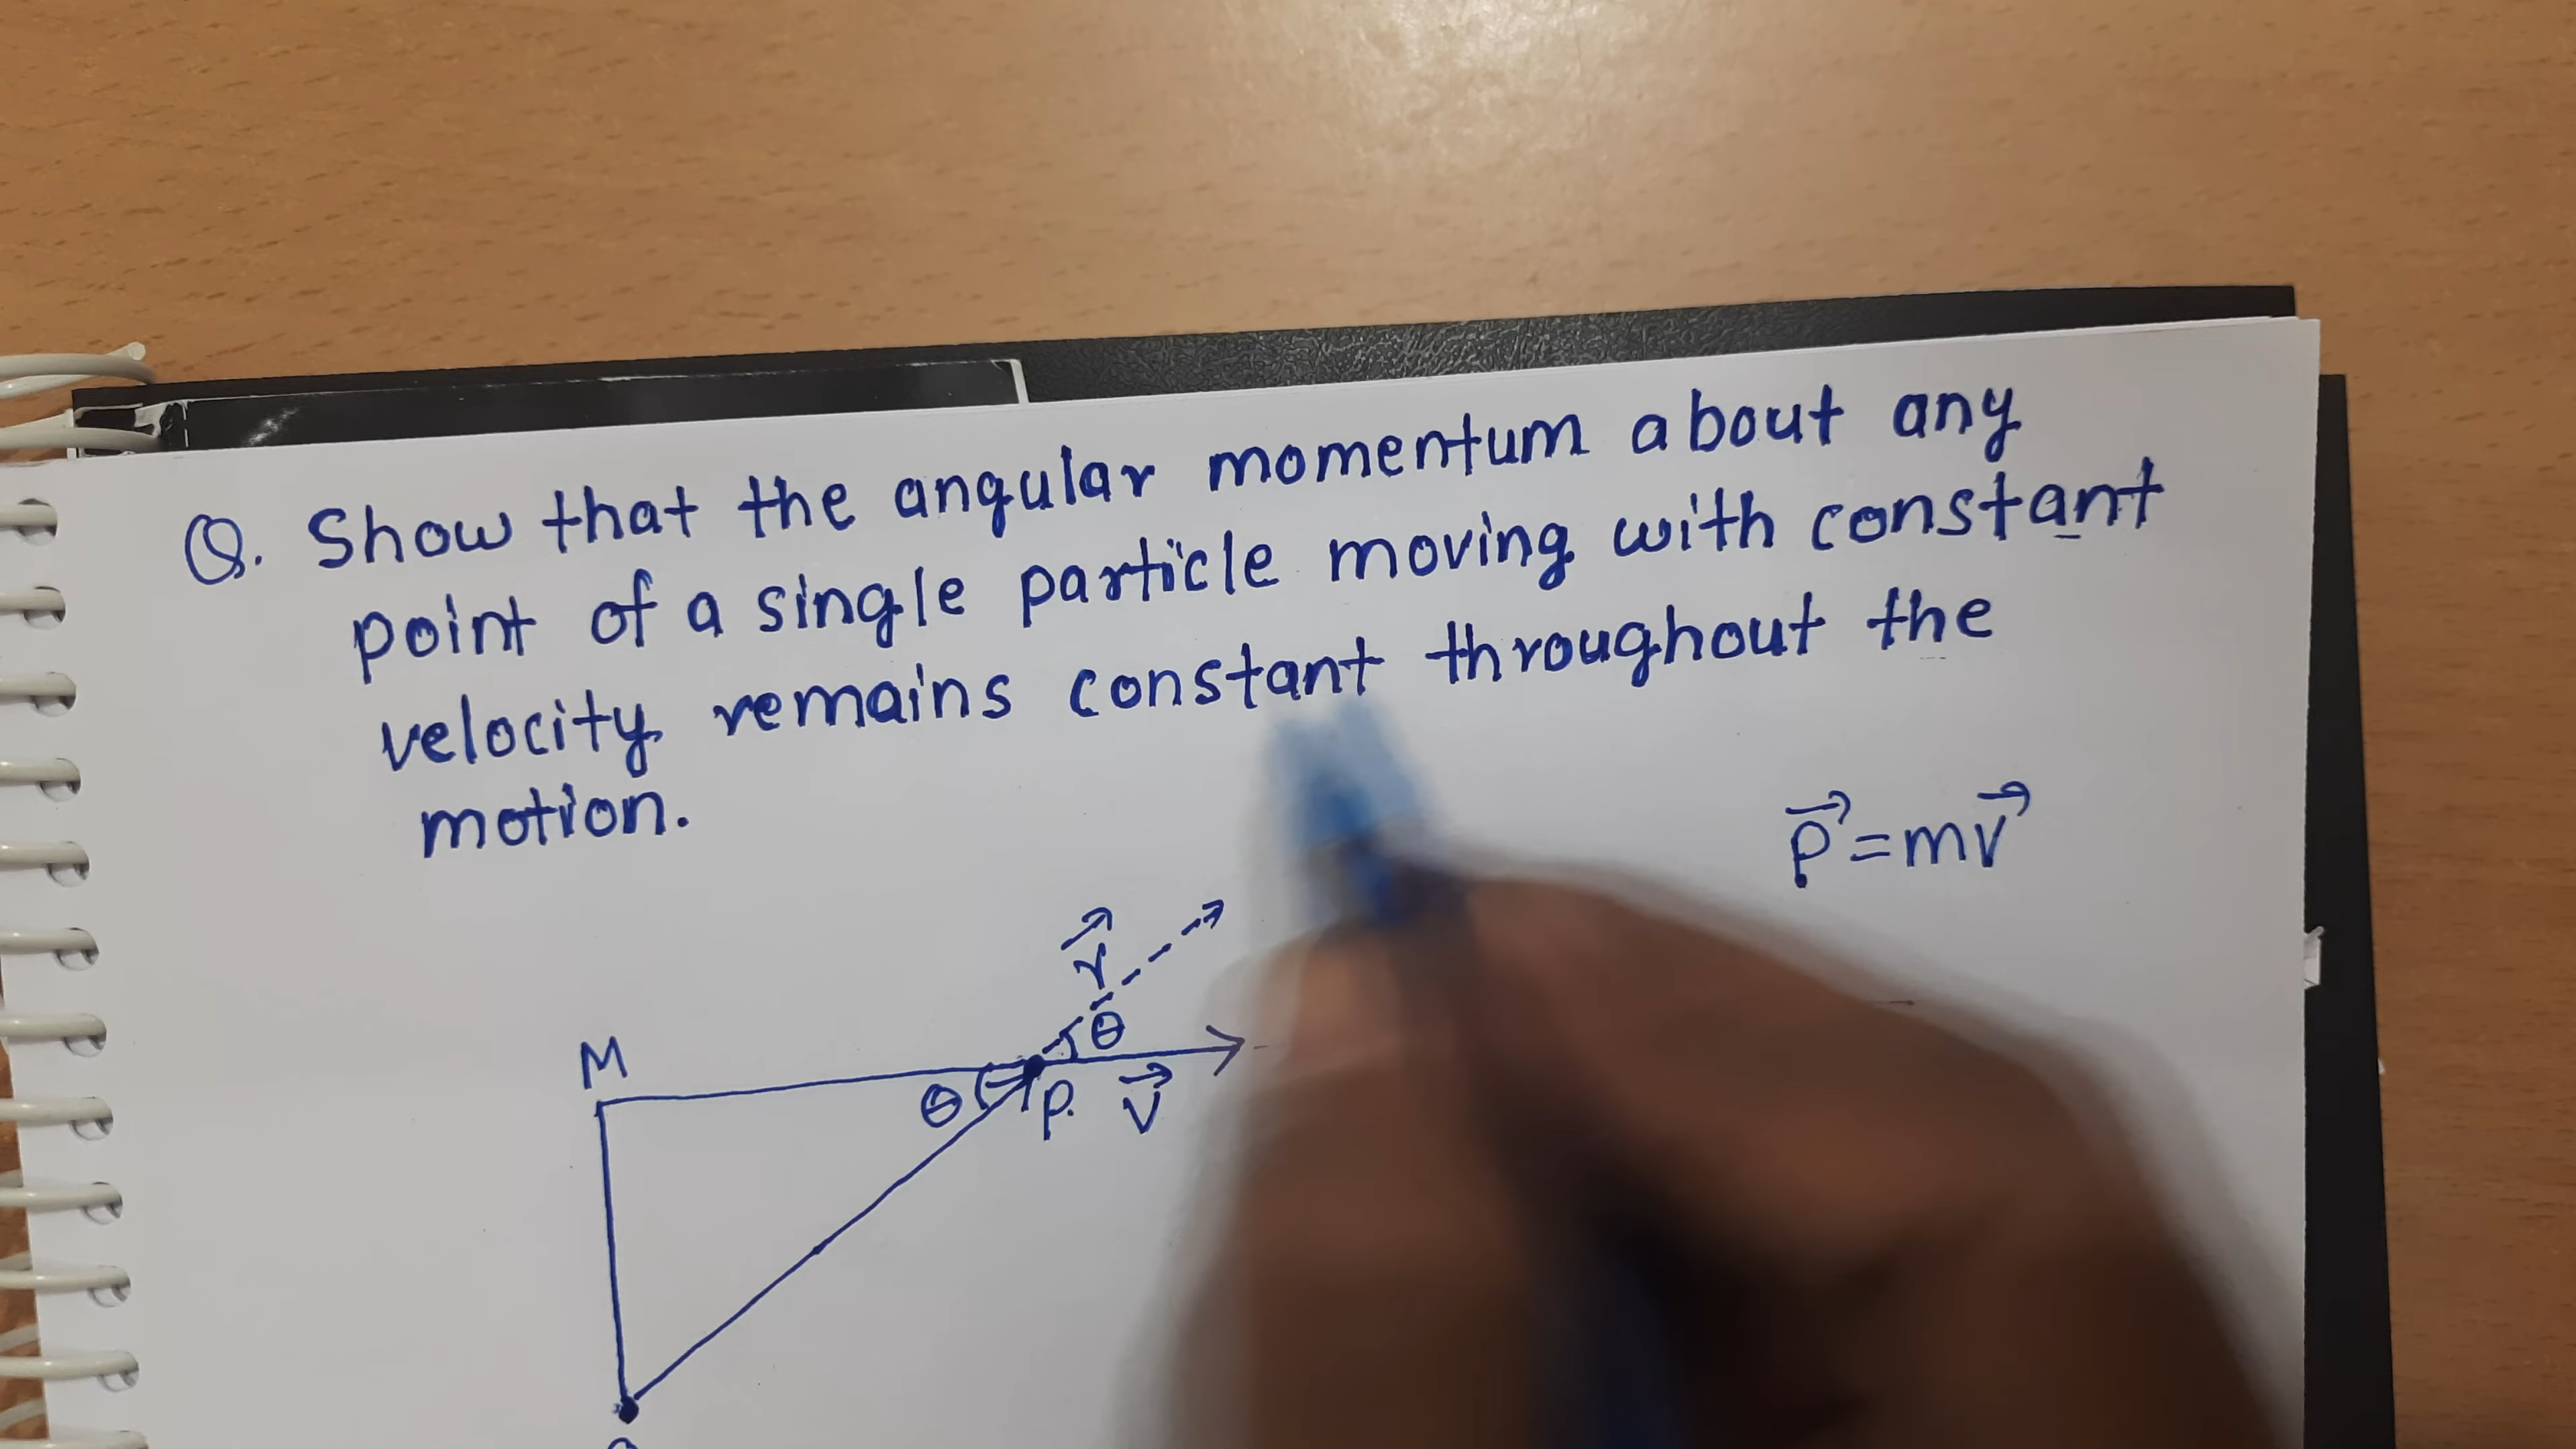 Q. Show that the angular momentum about any
point of a single particle moving with constant
velocity remains constant throughout the
motion.
p⃗ = mv⃗
r⃗
θ
M
θ
P.
v⃗